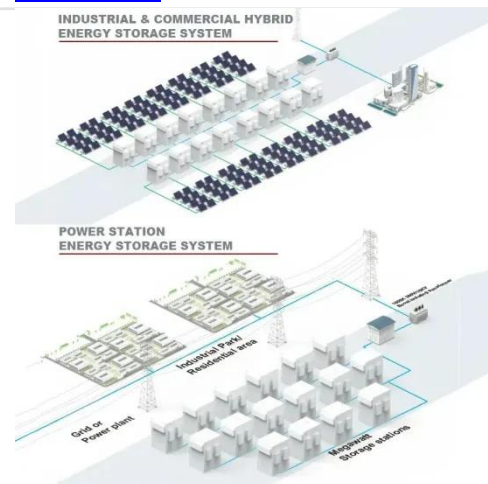 INDUSTRIAL & COMMERCIAL HYBRID
ENERGY STORAGE SYSTEM
POWER STATION
ENERGY STORAGE SYSTEM
Industrial Park/
Residential area
Grid or
Power plant
Megawatt
Storage stations